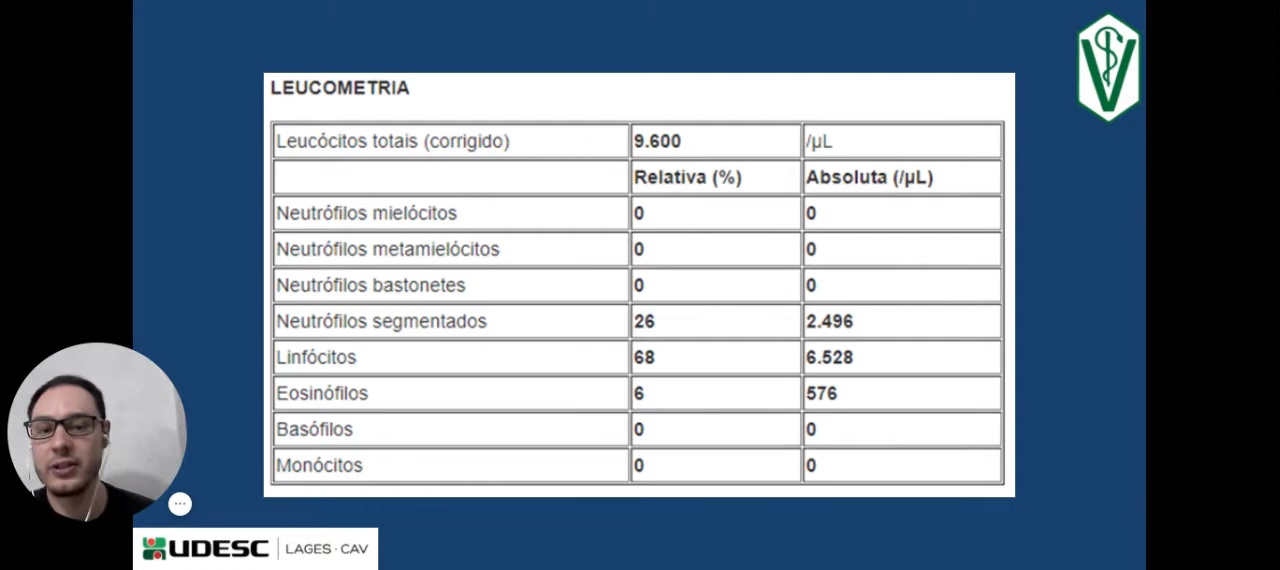 LEUCOMETRIA
Leucócitos totais (corrigido) 9.600 /µL
Relativa (%) Absoluta (/µL)
Neutrófilos mielócitos 0 0
Neutrófilos metamielócitos 0 0
Neutrófilos bastonetes 0 0
Neutrófilos segmentados 26 2.496
Linfócitos 68 6.528
Eosinófilos 6 576
Basófilos 0 0
Monócitos 0 0
UDESC LAGES · CAV